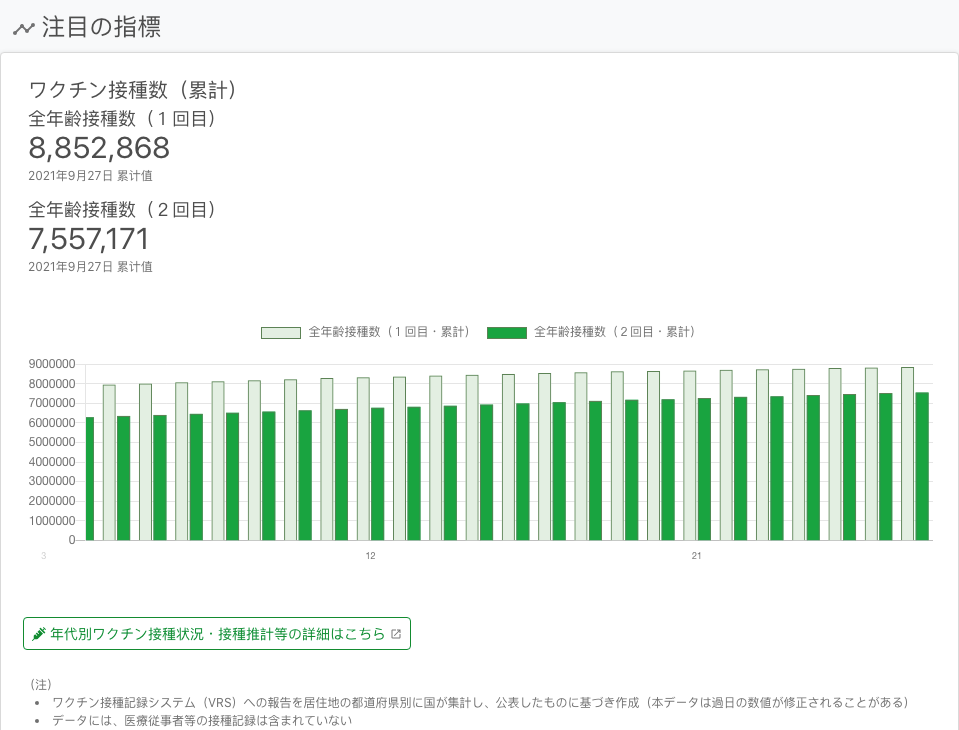 注目の指標
ワクチン接種数（累計）
全年齢接種数（１回目）
8,852,868
2021年9月27日 累计值
全年齢接種数（２回目）
7,557,171
2021年9月27日 累计值
全年齢接種数（１回目・累計） 全年齢接種数（２回目・累計）
9000000
8000000
7000000
6000000
5000000
4000000
3000000
2000000
1000000
0
3 12 21
年代別ワクチン接種状況・接種推計等の詳細はこちら
（注）
• ワクチン接種記録システム（VRS）への報告を居住地の都道府県別に国が集計し、公表したものに基づき作成（本データは過日の数値が修正されることがある）
• データには、医療従事者等の接種記録は含まれていない